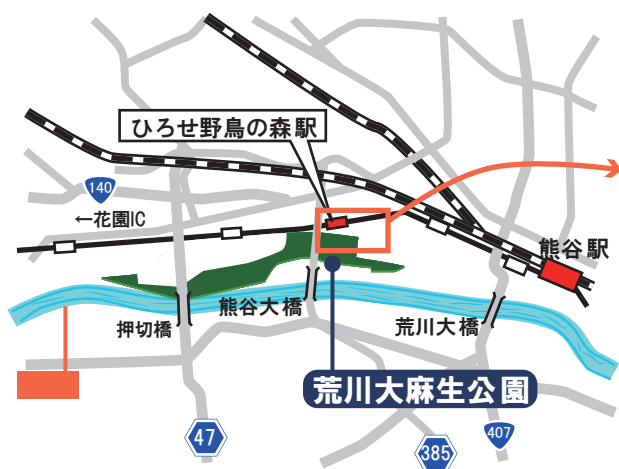 ひろせ野鳥の森駅
140
←花園IC
熊谷駅
熊谷大橋
押切橋
荒川大橋
荒川大麻生公園
47
385
407